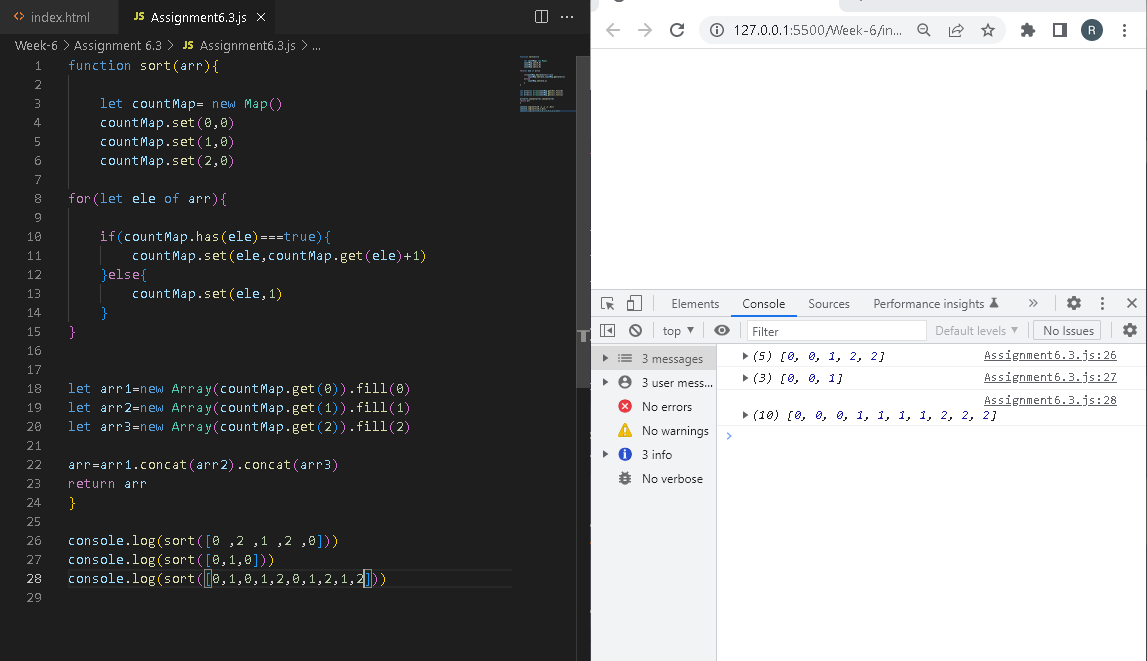 index.html
Assignment6.3.js
Week-6 > Assignment 6.3 > JS Assignment6.3.js > ...
1 function sort(arr){
2
3 let countMap= new Map()
4 countMap.set(0,0)
5 countMap.set(1,0)
6 countMap.set(2,0)
7
8 for(let ele of arr){
9
10 if(countMap.has(ele)===true){
11 countMap.set(ele,countMap.get(ele)+1)
12 }else{
13 countMap.set(ele,1)
14 }
15 }
16
17
18 let arr1=new Array(countMap.get(0)).fill(0)
19 let arr2=new Array(countMap.get(1)).fill(1)
20 let arr3=new Array(countMap.get(2)).fill(2)
21
22 arr=arr1.concat(arr2).concat(arr3)
23 return arr
24 }
25
26 console.log(sort([0 ,2 ,1 ,2 ,0]))
27 console.log(sort([0,1,0]))
28 console.log(sort([0,1,0,1,2,0,1,2,1,2]))
29
127.0.0.1:5500/Week-6/in...
R
Elements Console Sources Performance insights
top Filter Default levels No Issues
3 messages
3 user mess...
No errors
No warnings
3 info
No verbose
(5) [0, 0, 1, 2, 2] Assignment6.3.js:26
(3) [0, 0, 1] Assignment6.3.js:27
Assignment6.3.js:28
(10) [0, 0, 0, 1, 1, 1, 1, 2, 2, 2]